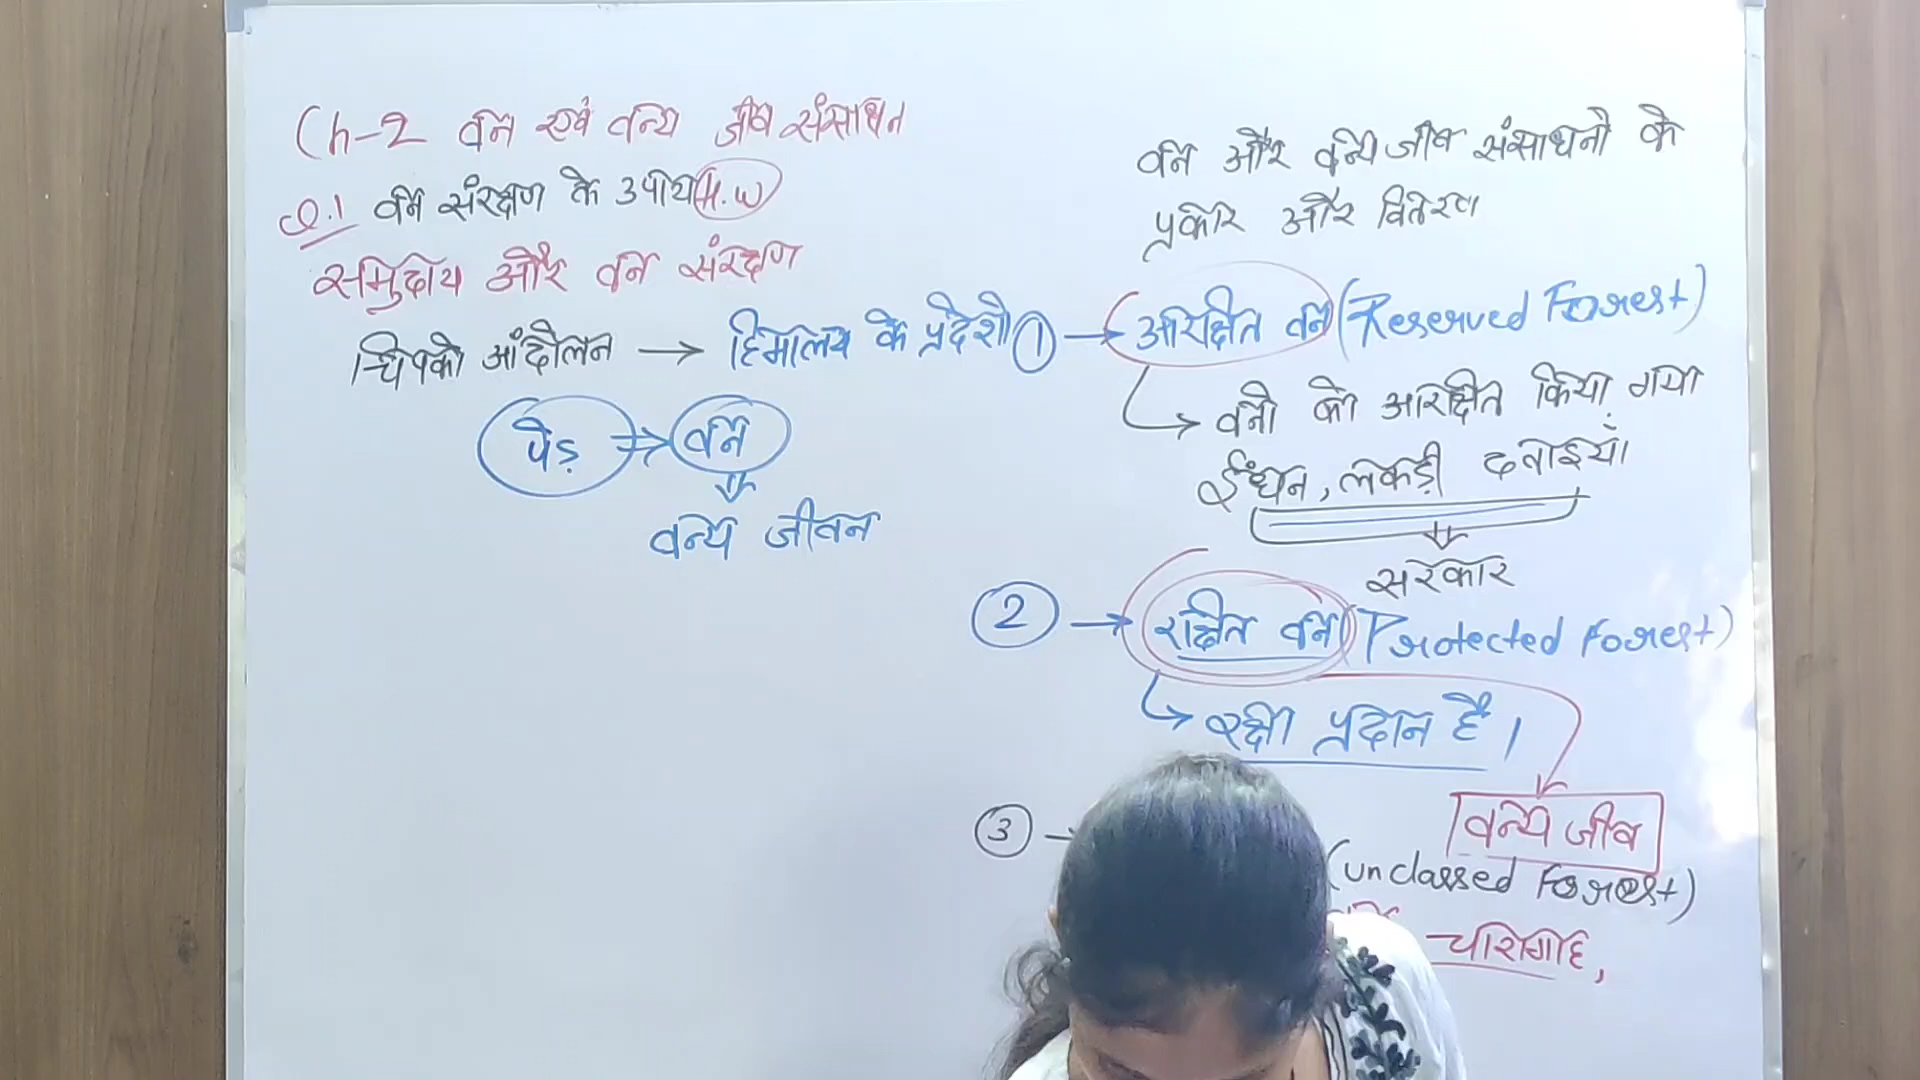 Ch-2 वन एवं वन्य जीव संसाधन
Q.1 वन संरक्षण के उपाय H.W
समुदाय और वन संरक्षण
चिपको आंदोलन → हिमालय के प्रदेशो
पेड़ → वन
वन्य जीवन
वन और वन्य जीव संसाधनो के
प्रकार और वितरण
① → आरक्षित वन (Reserved Forest)
वनो को आरक्षित किया गया
ईंधन, लकड़ी दवाइयाँ
सरकार
② → रक्षित वन (Protected Forest)
रक्षा प्रदान है।
वन्य जीव
③
(unclassed Forest)
चारागाह,